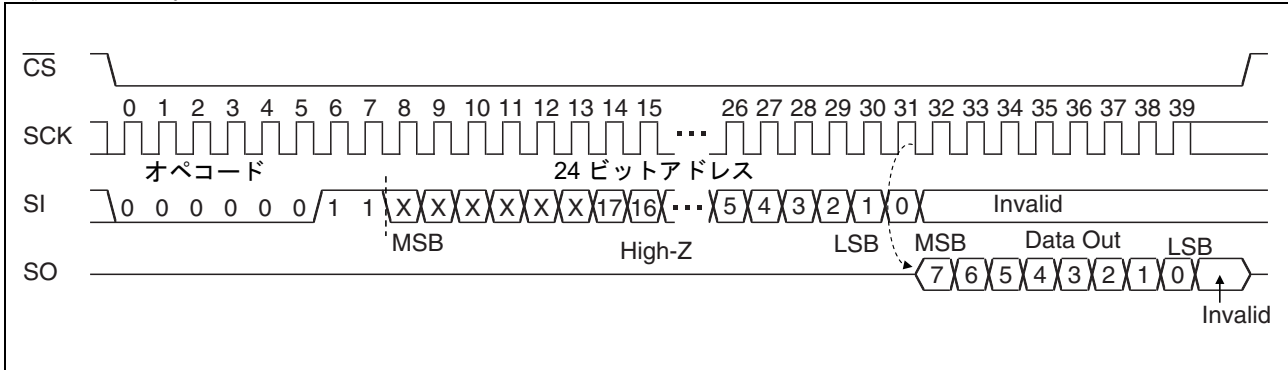 CS
0 1 2 3 4 5 6 7 8 9 10 11 12 13 14 15 26 27 28 29 30 31 32 33 34 35 36 37 38 39
SCK
オペコード 24 ビットアドレス
SI 0 0 0 0 0 0 1 1 X X X X X X 17 16 5 4 3 2 1 0 Invalid
MSB High-Z LSB MSB Data Out LSB
SO 7 6 5 4 3 2 1 0
Invalid